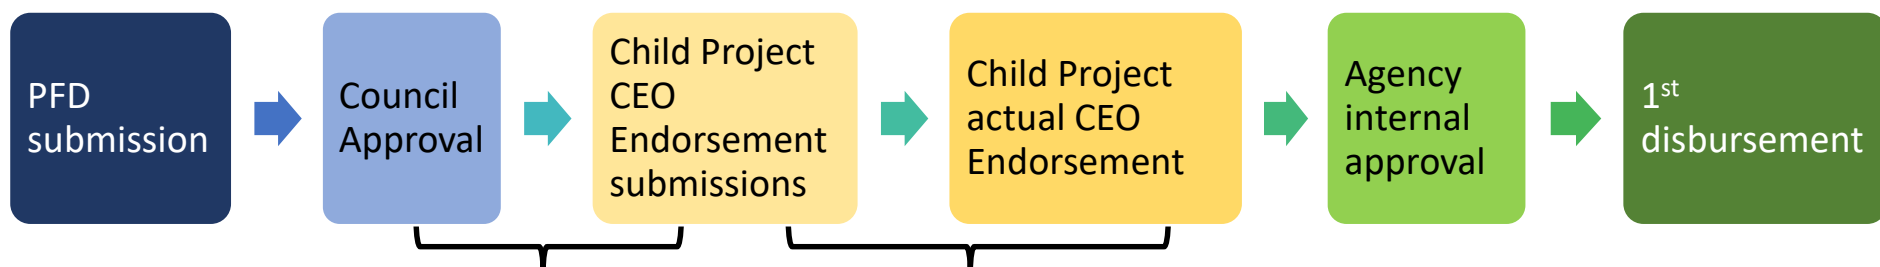 PFD
submission
Council
Approval
Child Project
CEO
Endorsement
submissions
Child Project
actual CEO
Endorsement
Agency
internal
approval
1st
disbursement